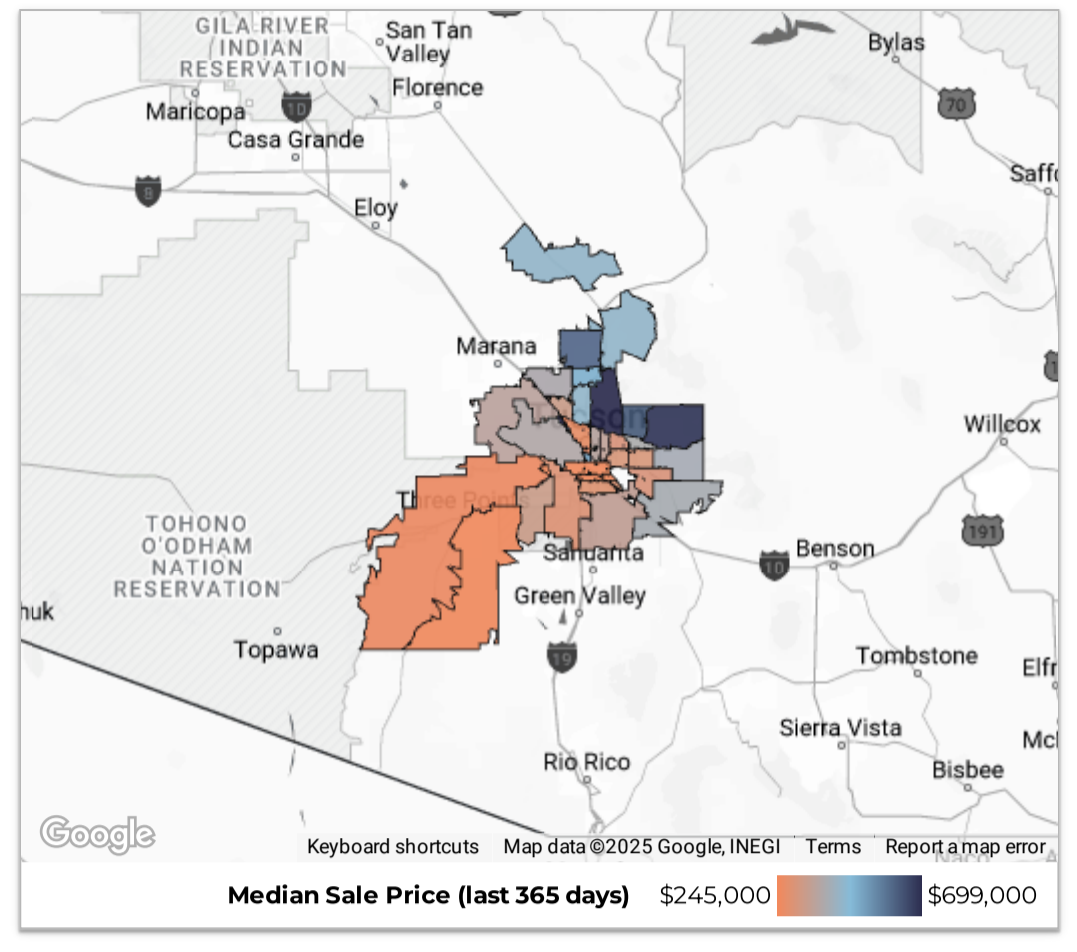 GILA RIVER
INDIAN
RESERVATION
San Tan
Valley
Bylas
Florence
70
Maricopa
10
Casa Grande
Saff
8
Eloy
Marana
Tucson
Willcox
Three Points
191
TOHONO
O'ODHAM
NATION
RESERVATION
Sahuarita
Benson
10
Green Valley
huk
Topawa
19
Tombstone
Elfr
Sierra Vista
Rio Rico
Bisbee
Google
Keyboard shortcuts
Map data ©2025 Google, INEGI
Terms
Report a map error
Naco
Median Sale Price (last 365 days)
$245,000
$699,000